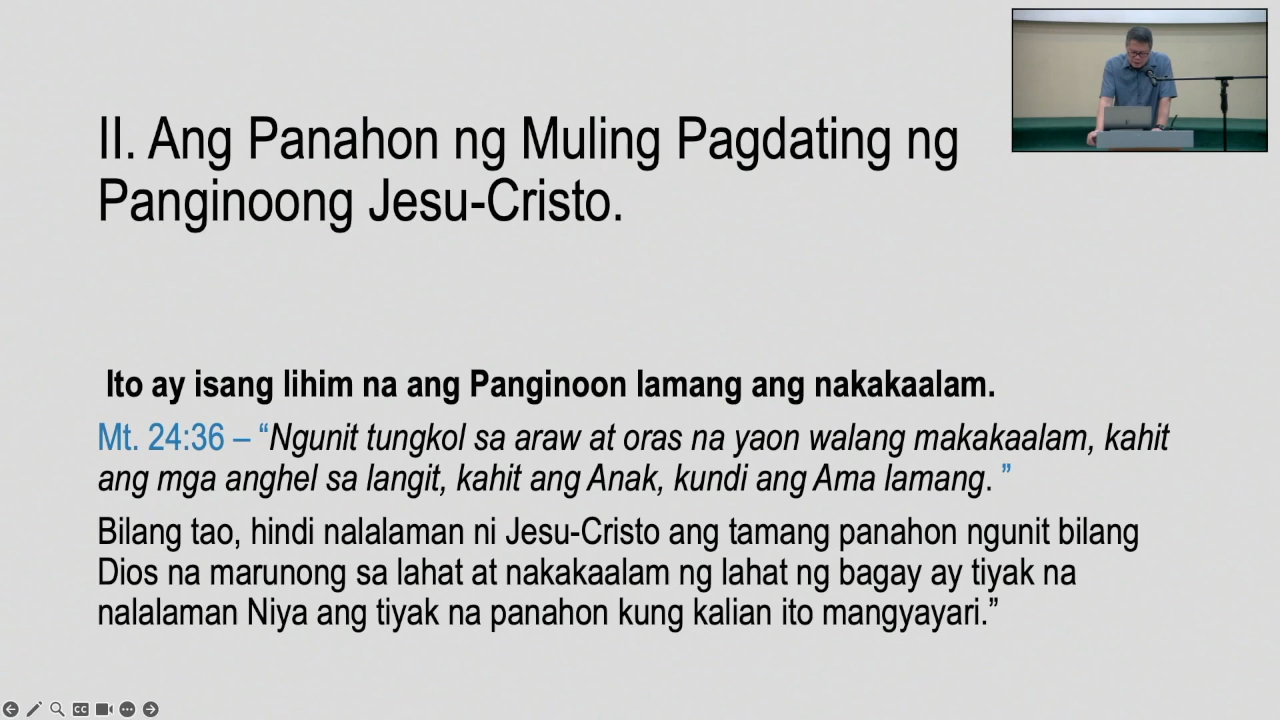 II. Ang Panahon ng Muling Pagdating ng
Panginoong Jesu-Cristo.
Ito ay isang lihim na ang Panginoon lamang ang nakakaalam.
Mt. 24:36 – “Ngunit tungkol sa araw at oras na yaon walang makakaalam, kahit
ang mga anghel sa langit, kahit ang Anak, kundi ang Ama lamang. ”
Bilang tao, hindi nalalaman ni Jesu-Cristo ang tamang panahon ngunit bilang
Dios na marunong sa lahat at nakakaalam ng lahat ng bagay ay tiyak na
nalalaman Niya ang tiyak na panahon kung kalian ito mangyayari.”
CC